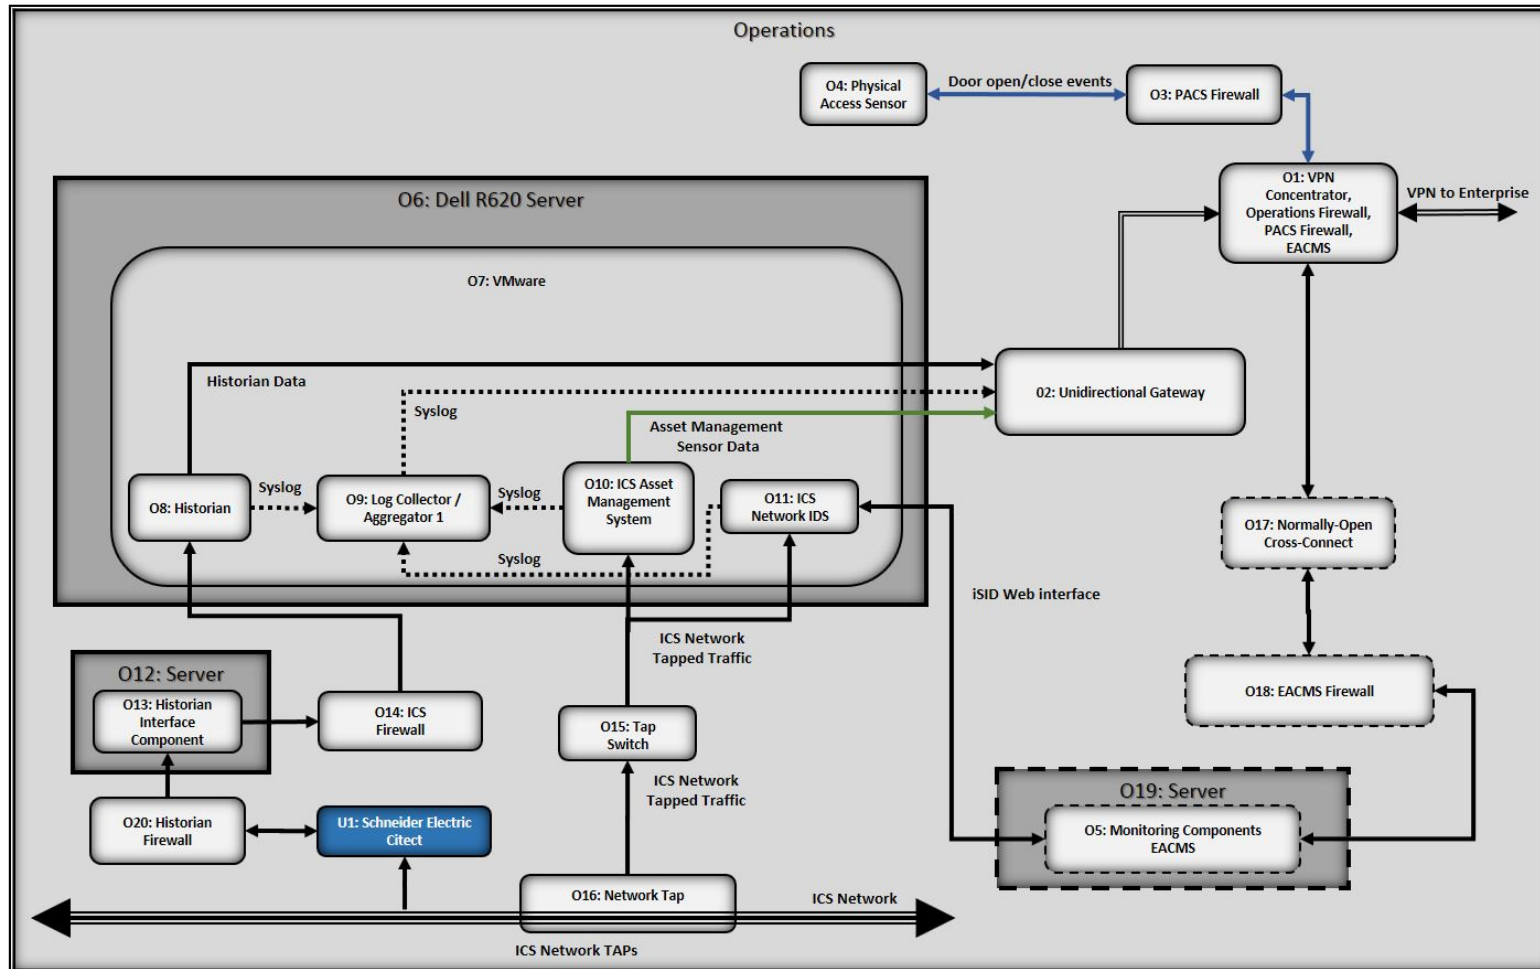 Operations
O4: Physical
Access Sensor
Door open/close events
O3: PACS Firewall
O1: VPN
Concentrator,
Operations Firewall,
PACS Firewall,
EACMS
VPN to Enterprise
O6: Dell R620 Server
O7: VMware
Historian Data
Syslog
Asset Management
Sensor Data
02: Unidirectional Gateway
O8: Historian
Syslog
O9: Log Collector /
Aggregator 1
Syslog
O10: ICS Asset
Management
System
O11: ICS
Network IDS
Syslog
O17: Normally-Open
Cross-Connect
iSID Web interface
ICS Network
Tapped Traffic
O12: Server
O13: Historian
Interface
Component
O14: ICS
Firewall
O15: Tap
Switch
O18: EACMS Firewall
ICS Network
Tapped Traffic
O19: Server
O5: Monitoring Components
EACMS
O20: Historian
Firewall
U1: Schneider Electric
Citect
O16: Network Tap
ICS Network
ICS Network TAPs